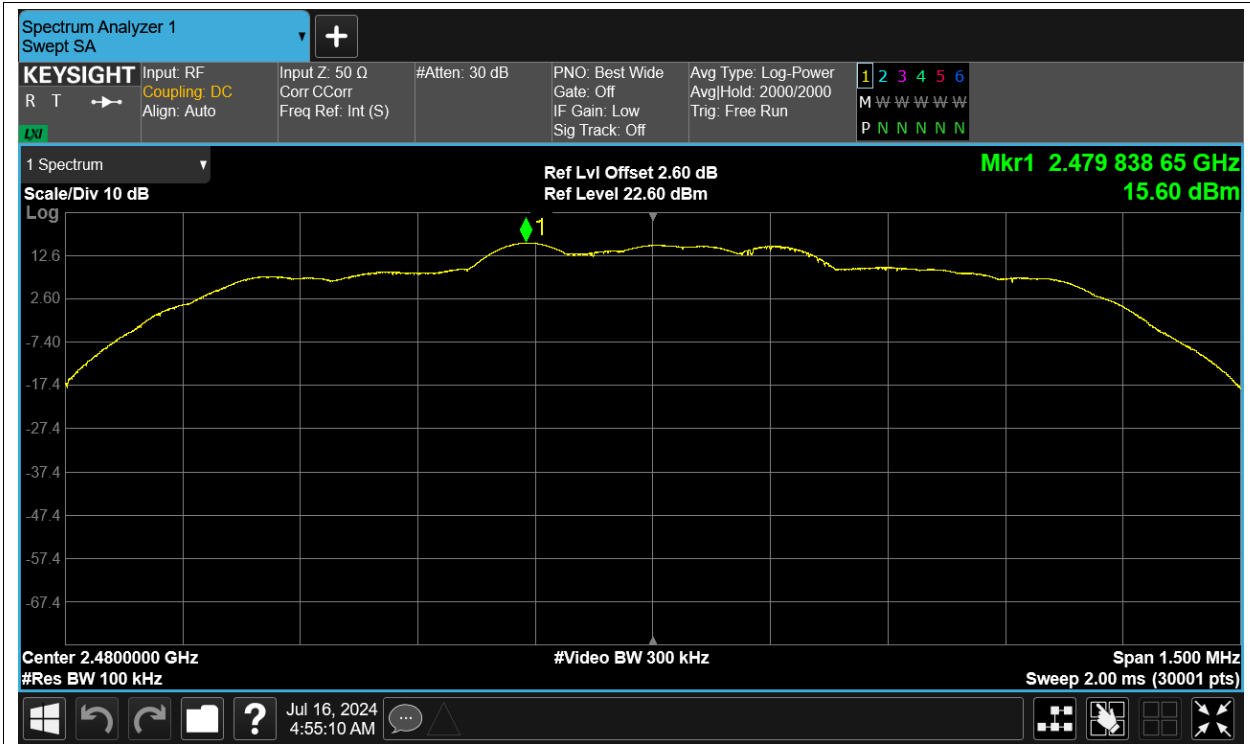 Spectrum Analyzer 1
Swept SA
KEYSIGHT
R T
LXI
Input: RF
Coupling: DC
Align: Auto
Input Z: 50 Ω
Corr CCorr
Freq Ref: Int (S)
#Atten: 30 dB
PNO: Best Wide
Gate: Off
IF Gain: Low
Sig Track: Off
Avg Type: Log-Power
Avg|Hold: 2000/2000
Trig: Free Run
1 2 3 4 5 6
M W W W W W
P N N N N N
1 Spectrum
Scale/Div 10 dB
Log
Ref Lvl Offset 2.60 dB
Ref Level 22.60 dBm
Mkr1 2.479 838 65 GHz
15.60 dBm
1
12.6
2.60
-7.40
-17.4
-27.4
-37.4
-47.4
-57.4
-67.4
Center 2.4800000 GHz
#Video BW 300 kHz
Span 1.500 MHz
#Res BW 100 kHz
Sweep 2.00 ms (30001 pts)
?
Jul 16, 2024
4:55:10 AM